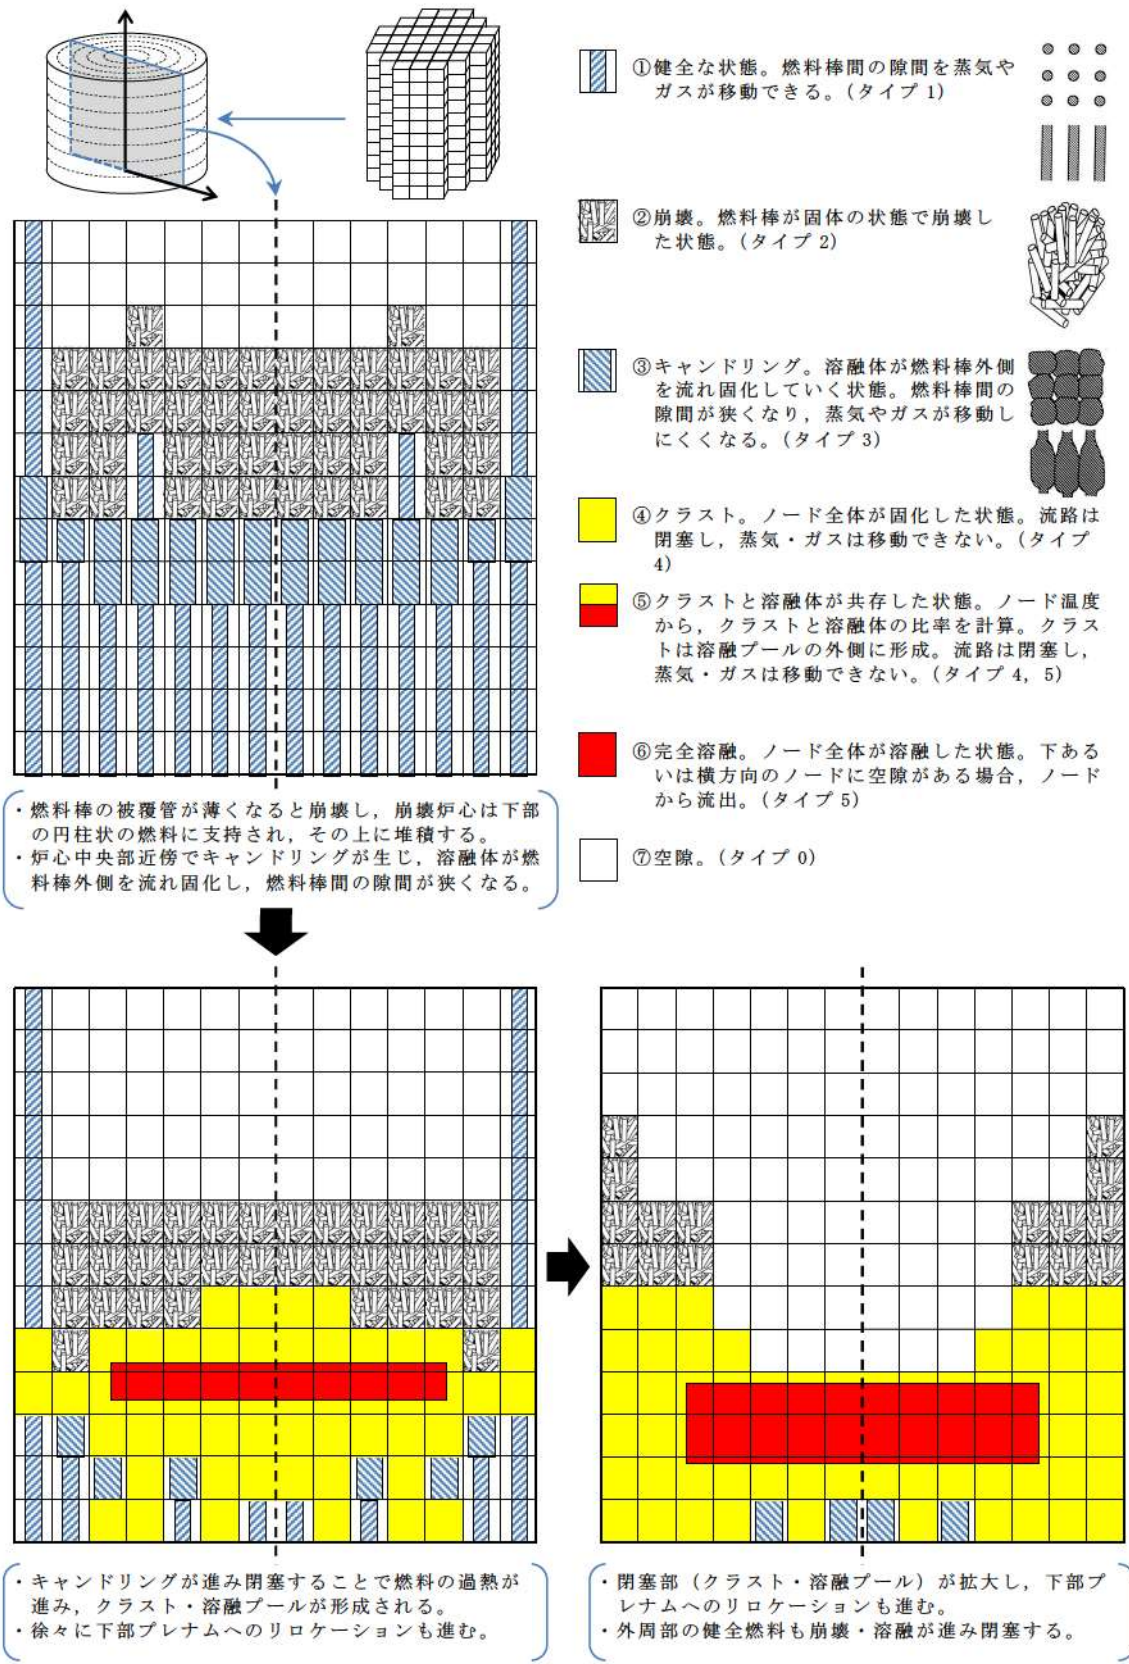 ①健全な状態。燃料棒間の隙間を蒸気や
ガスが移動できる。(タイプ 1)
②崩壊。燃料棒が固体の状態で崩壊し
た状態。(タイプ 2)
③キャンドリング。溶融体が燃料棒外側
を流れ固化していく状態。燃料棒間の
隙間が狭くなり，蒸気やガスが移動し
にくくなる。(タイプ 3)
④クラスト。ノード全体が固化した状態。流路は
閉塞し，蒸気・ガスは移動できない。(タイプ
4)
⑤クラストと溶融体が共存した状態。ノード温度
から，クラストと溶融体の比率を計算。クラス
トは溶融プールの外側に形成。流路は閉塞し，
蒸気・ガスは移動できない。(タイプ 4, 5)
⑥完全溶融。ノード全体が溶融した状態。下ある
いは横方向のノードに空隙がある場合，ノード
から流出。(タイプ 5)
⑦空隙。(タイプ 0)
・燃料棒の被覆管が薄くなると崩壊し，崩壊炉心は下部
の円柱状の燃料に支持され，その上に堆積する。
・炉心中央部近傍でキャンドリングが生じ，溶融体が燃
料棒外側を流れ固化し，燃料棒間の隙間が狭くなる。
・キャンドリングが進み閉塞することで燃料の過熱が
進み，クラスト・溶融プールが形成される。
・徐々に下部プレナムへのリロケーションも進む。
・閉塞部（クラスト・溶融プール）が拡大し，下部プ
レナムへのリロケーションも進む。
・外周部の健全燃料も崩壊・溶融が進み閉塞する。